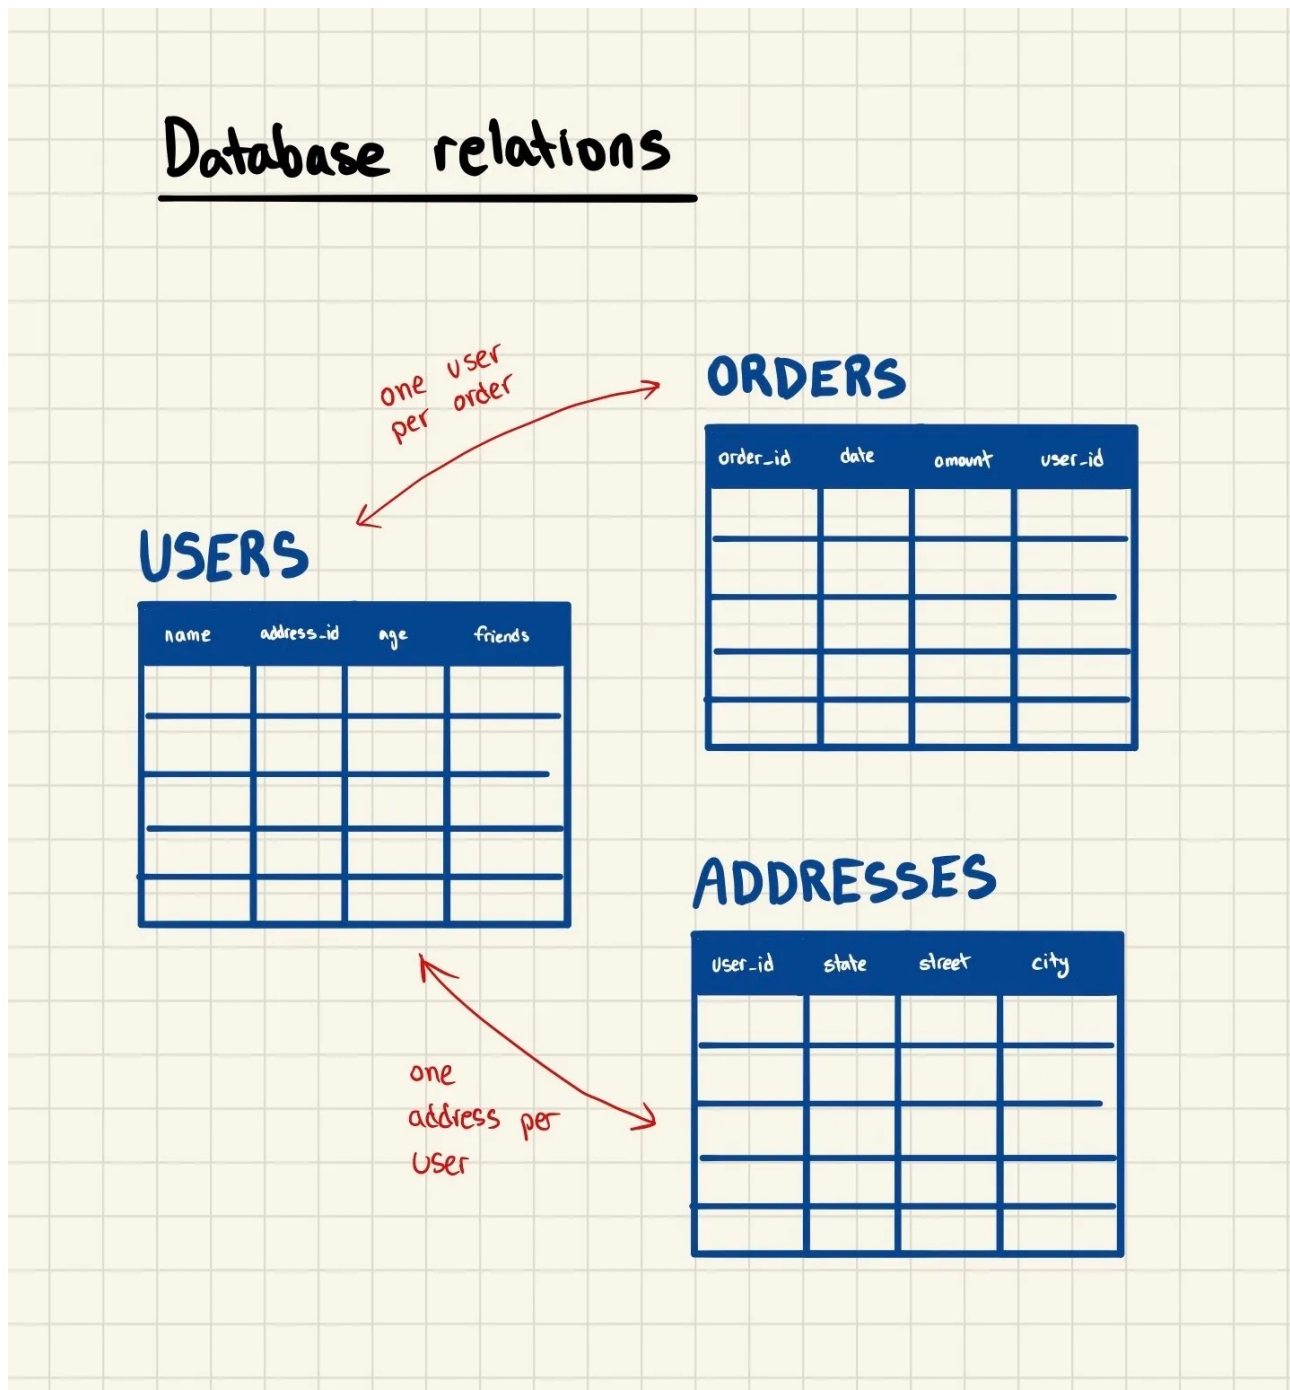 Database relations
one user
per order
ORDERS
order_id date amount user_id
USERS
name address_id age friends
ADDRESSES
user_id state street city
one
address per
user